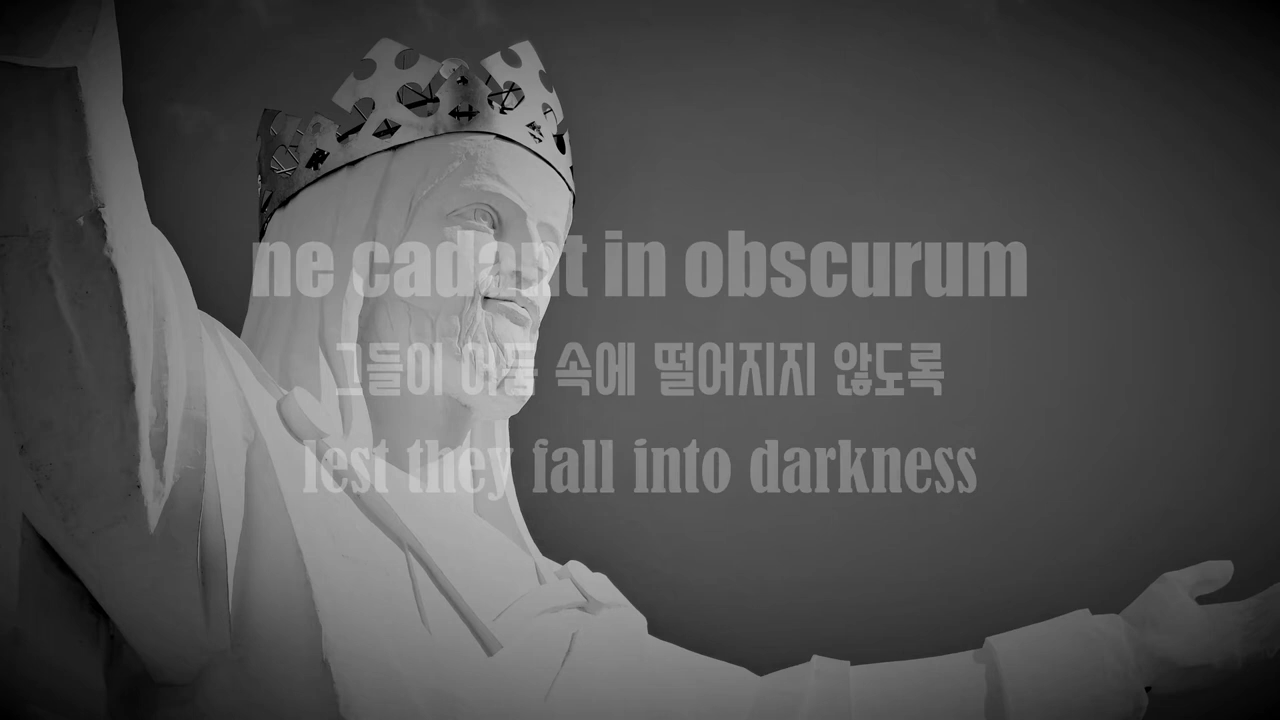 ne cadant in obscurum
그들이 어둠 속에 떨어지지 않도록
lest they fall into darkness